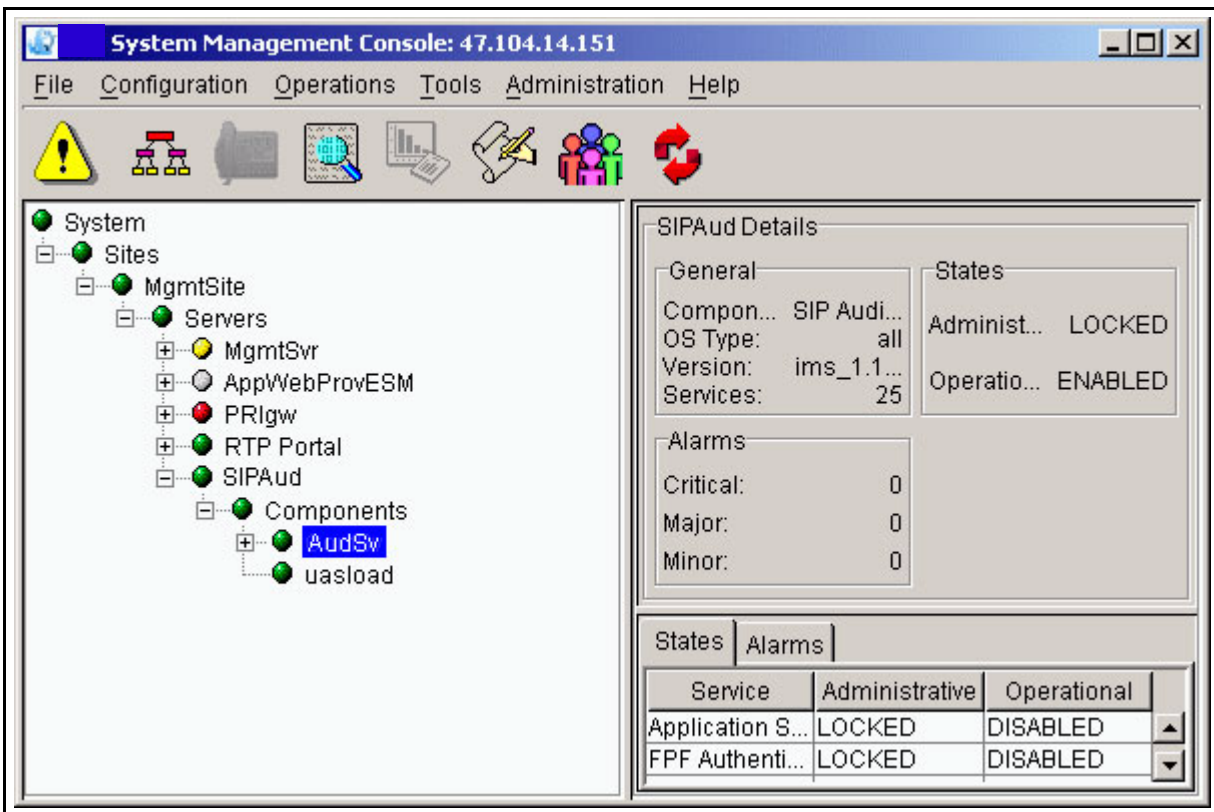 System Management Console: 47.104.14.151
File Configuration Operations Tools Administration Help
System
Sites
MgmtSite
Servers
MgmtSvr
AppWebProvESM
PRIgw
RTP Portal
SIPAud
Components
AudSv
uasload
SIPAud Details
General
Compon... SIP Audi...
OS Type: all
Version: ims_1.1...
Services: 25
States
Administ... LOCKED
Operatio... ENABLED
Alarms
Critical: 0
Major: 0
Minor: 0
States Alarms
Service Administrative Operational
Application S... LOCKED DISABLED
FPF Authenti... LOCKED DISABLED